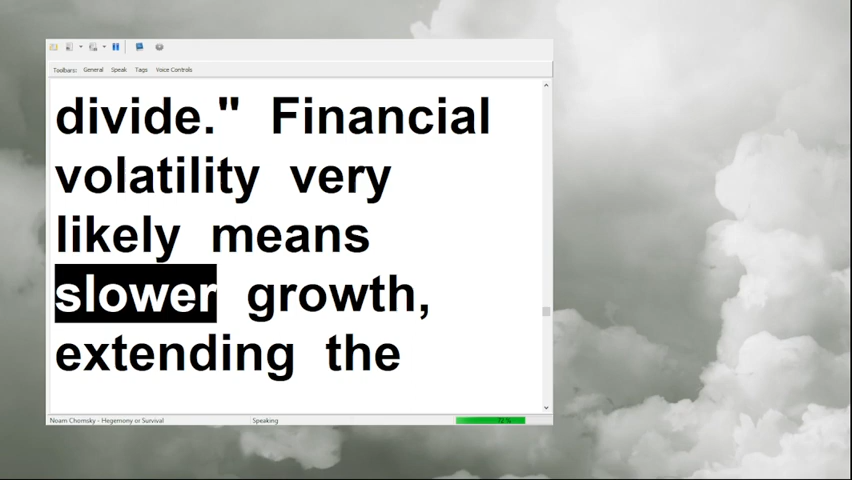 Toolbars: General Speak Tags Voice Controls
divide." Financial
volatility very
likely means
slower growth,
extending the
Noam Chomsky - Hegemony or Survival Speaking 72 %